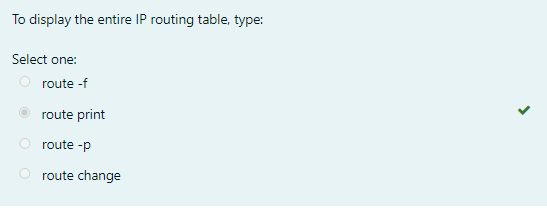 To display the entire IP routing table, type:
Select one:
route -f
route print
route -p
route change